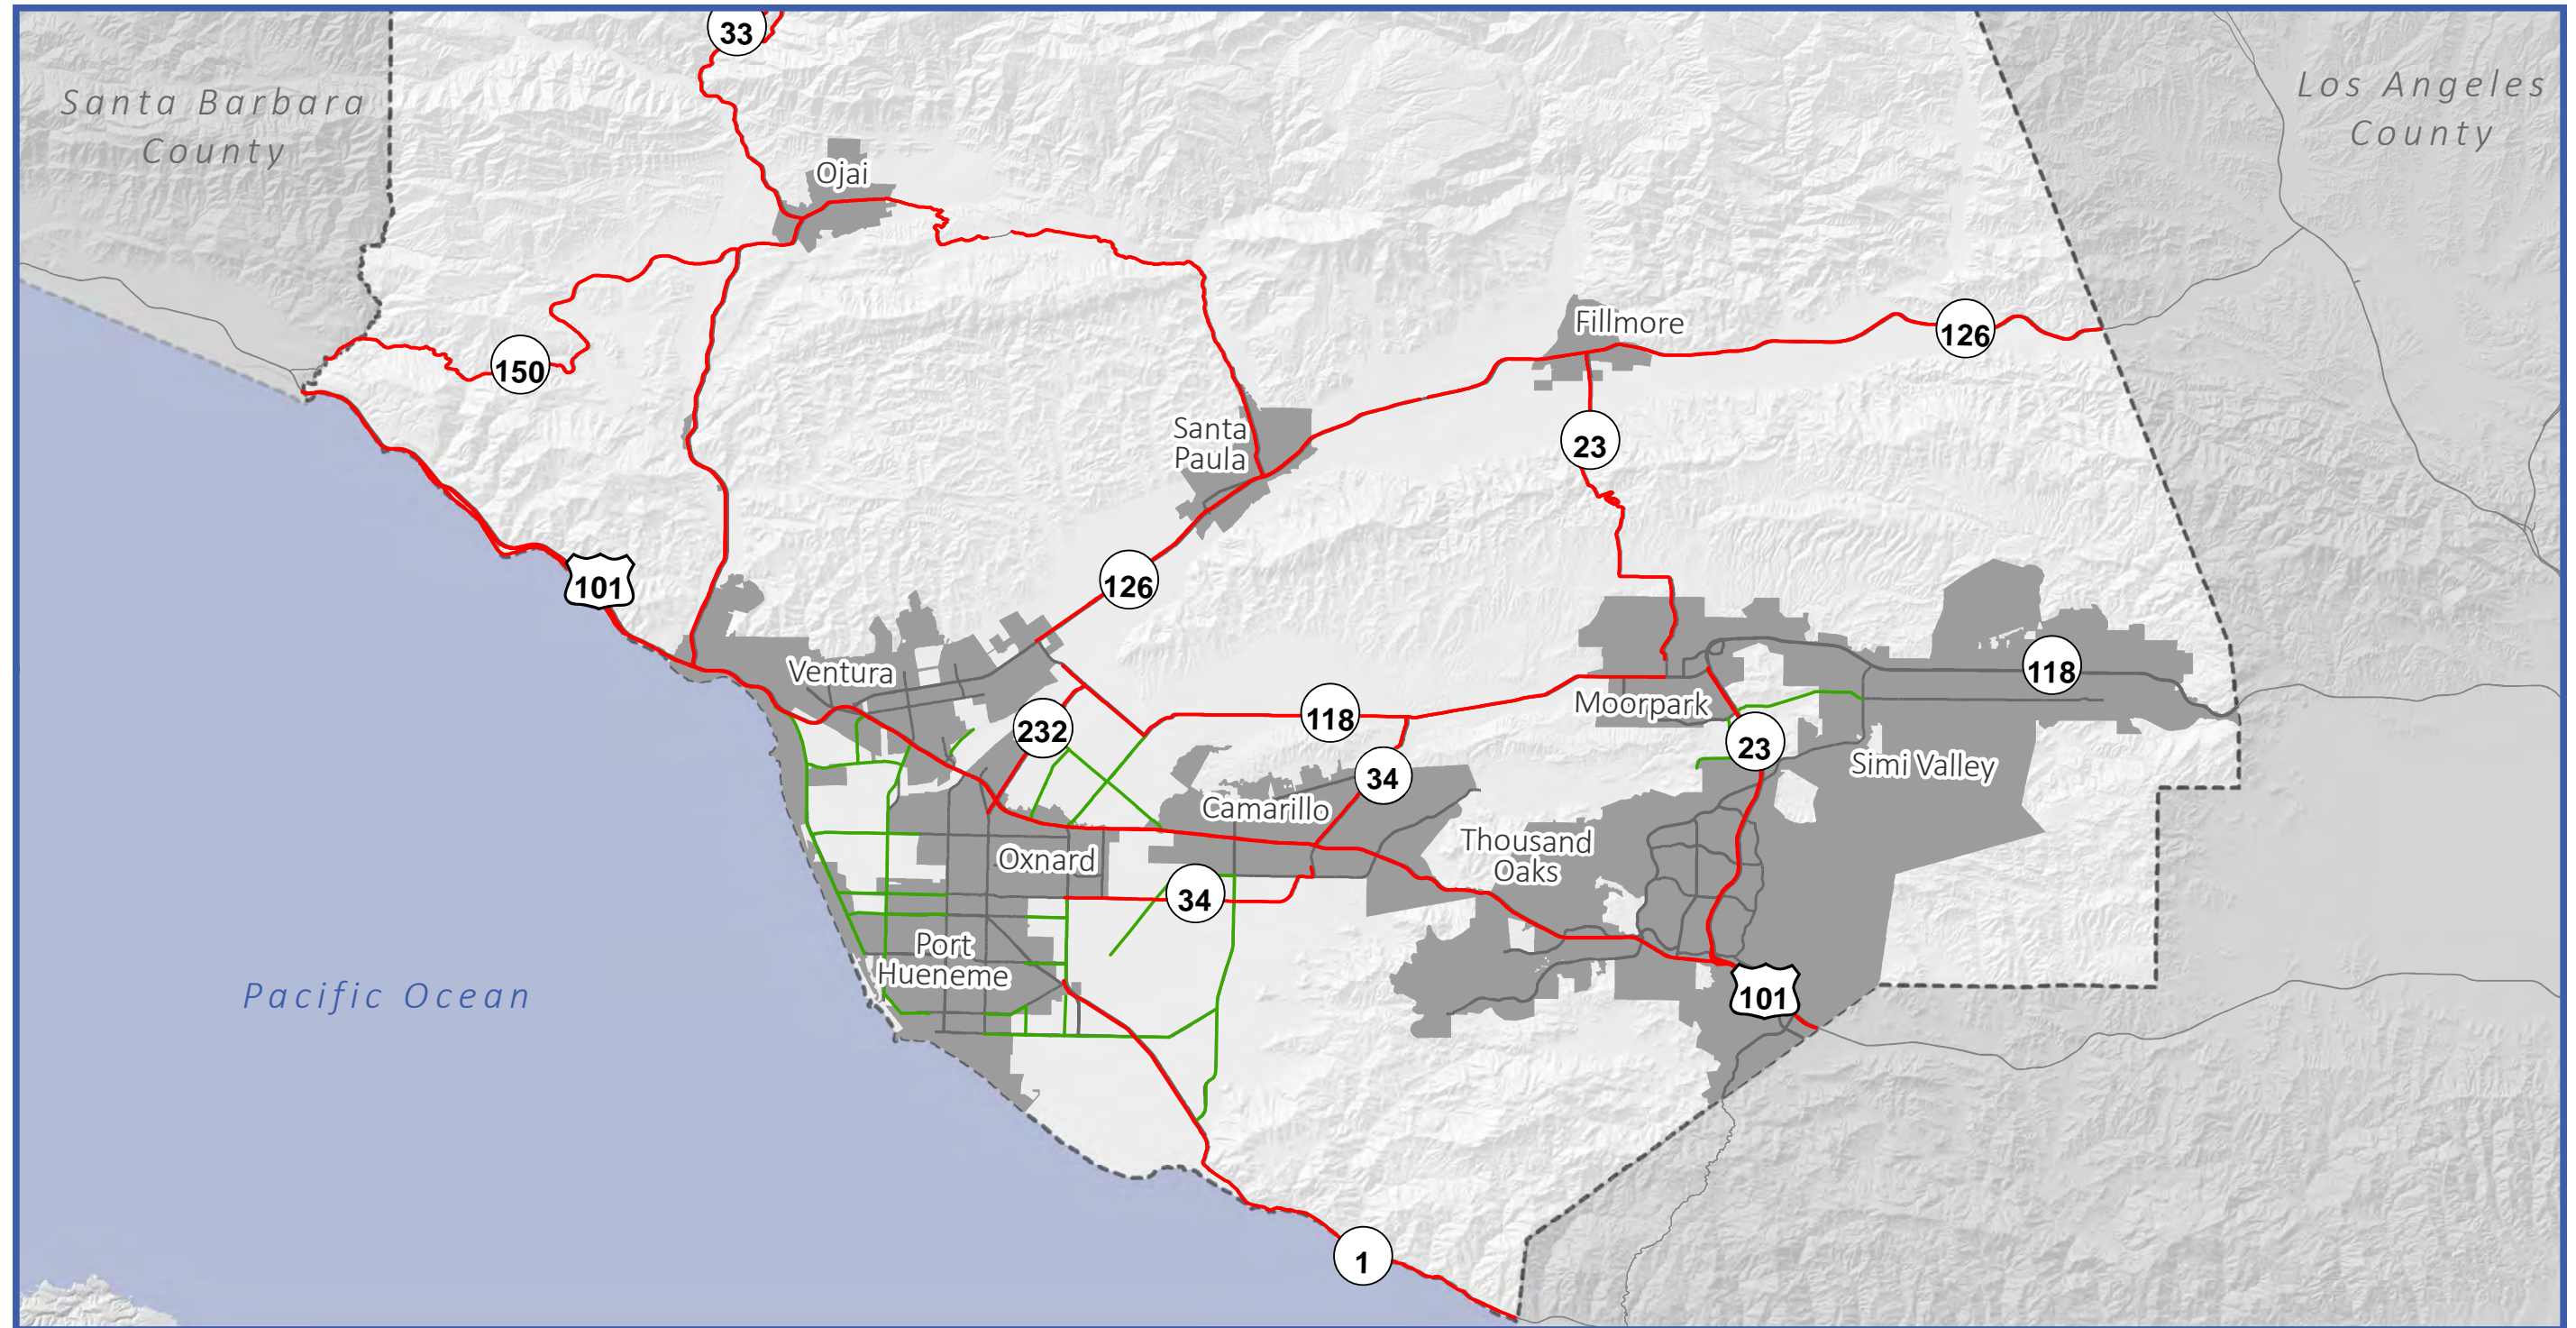 33
Santa Barbara
County
Los Angeles
County
Ojai
Fillmore
126
150
23
Santa
Paula
101
126
Ventura
118
118
Moorpark
232
23
34
Simi Valley
Camarillo
Thousand
Oaks
Oxnard
34
Port
Hueneme
Pacific Ocean
101
1